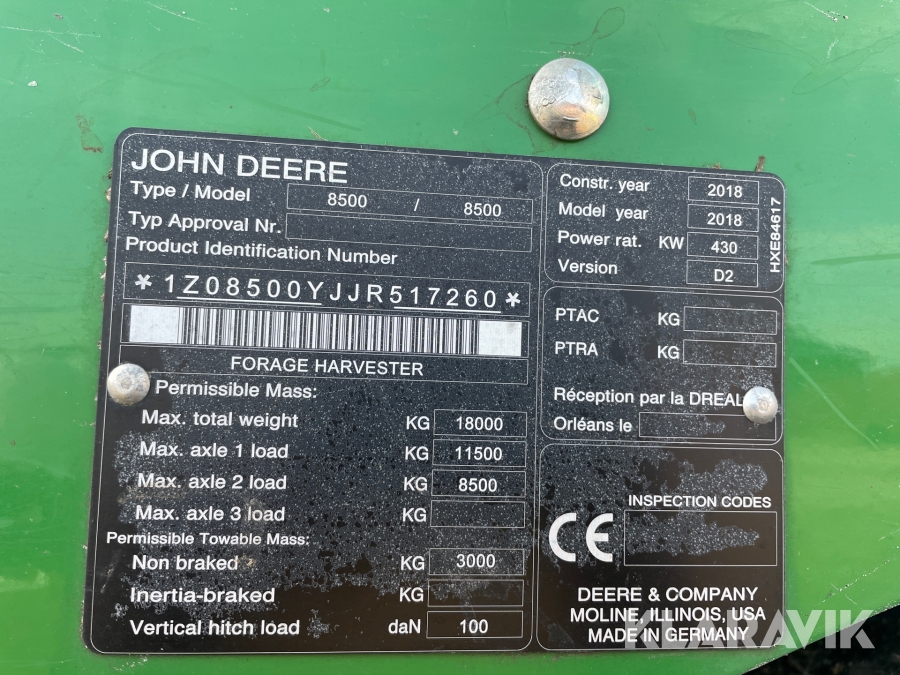 JOHN DEERE
Type / Model 8500 / 8500
Typ Approval Nr.
Product Identification Number
*1Z08500YJJR517260*
FORAGE HARVESTER
Permissible Mass:
Max. total weight KG 18000
Max. axle 1 load KG 11500
Max. axle 2 load KG 8500
Max. axle 3 load KG
Permissible Towable Mass:
Non braked KG 3000
Inertia-braked KG
Vertical hitch load daN 100
Constr. year 2018
Model year 2018
Power rat. KW 430
Version D2
HXE84617
PTAC KG
PTRA KG
Réception par la DREAL
Orléans le
INSPECTION CODES
CE
DEERE & COMPANY
MOLINE, ILLINOIS, USA
MADE IN GERMANY
KLARAVIK